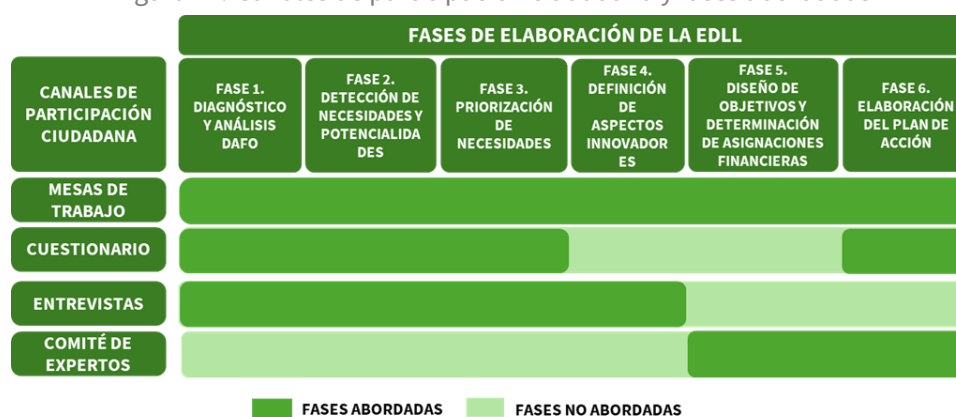 FASES DE ELABORACIÓN DE LA EDLL
CANALES DE
PARTICIPACIÓN
CIUDADANA
FASE 1.
DIAGNÓSTICO
Y ANÁLISIS
DAFO
FASE 2.
DETECCIÓN DE
NECESIDADES Y
POTENCIALIDA
DES
FASE 3.
PRIORIZACIÓN
DE
NECESIDADES
FASE 4.
DEFINICIÓN
DE
ASPECTOS
INNOVADOR
ES
FASE 5.
DISEÑO DE
OBJETIVOS Y
DETERMINACIÓN
DE ASIGNACIONES
FINANCIERAS
FASE 6.
ELABORACIÓN
DEL PLAN DE
ACCIÓN
MESAS DE
TRABAJO
CUESTIONARIO
ENTREVISTAS
COMITÉ DE
EXPERTOS
FASES ABORDADAS
FASES NO ABORDADAS